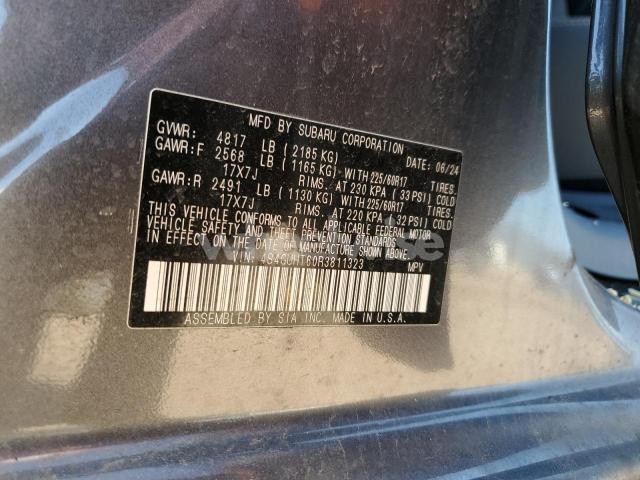 MFD BY SUBARU CORPORATION
GVWR: 4817 LB (2185 KG) DATE: 06/24
GAWR:F 2568 LB (1165 KG)-WITH 225/60R17 TIRES.
17X7J RIMS. AT 230 KPA (33 PSI) COLD
GAWR:R 2491 LB (1130 KG)-WITH 225/60R17 TIRES.
17X7J RIMS. AT 220 KPA (32 PSI) COLD
THIS VEHICLE CONFORMS TO ALL APPLICABLE FEDERAL MOTOR
VEHICLE SAFETY AND THEFT PREVENTION STANDARDS
IN EFFECT ON THE DATE OF MANUFACTURE SHOWN ABOVE.
VIN: 4S4GUHT60R3811323 MPV
ASSEMBLED BY SIA INC. MADE IN U.S.A.